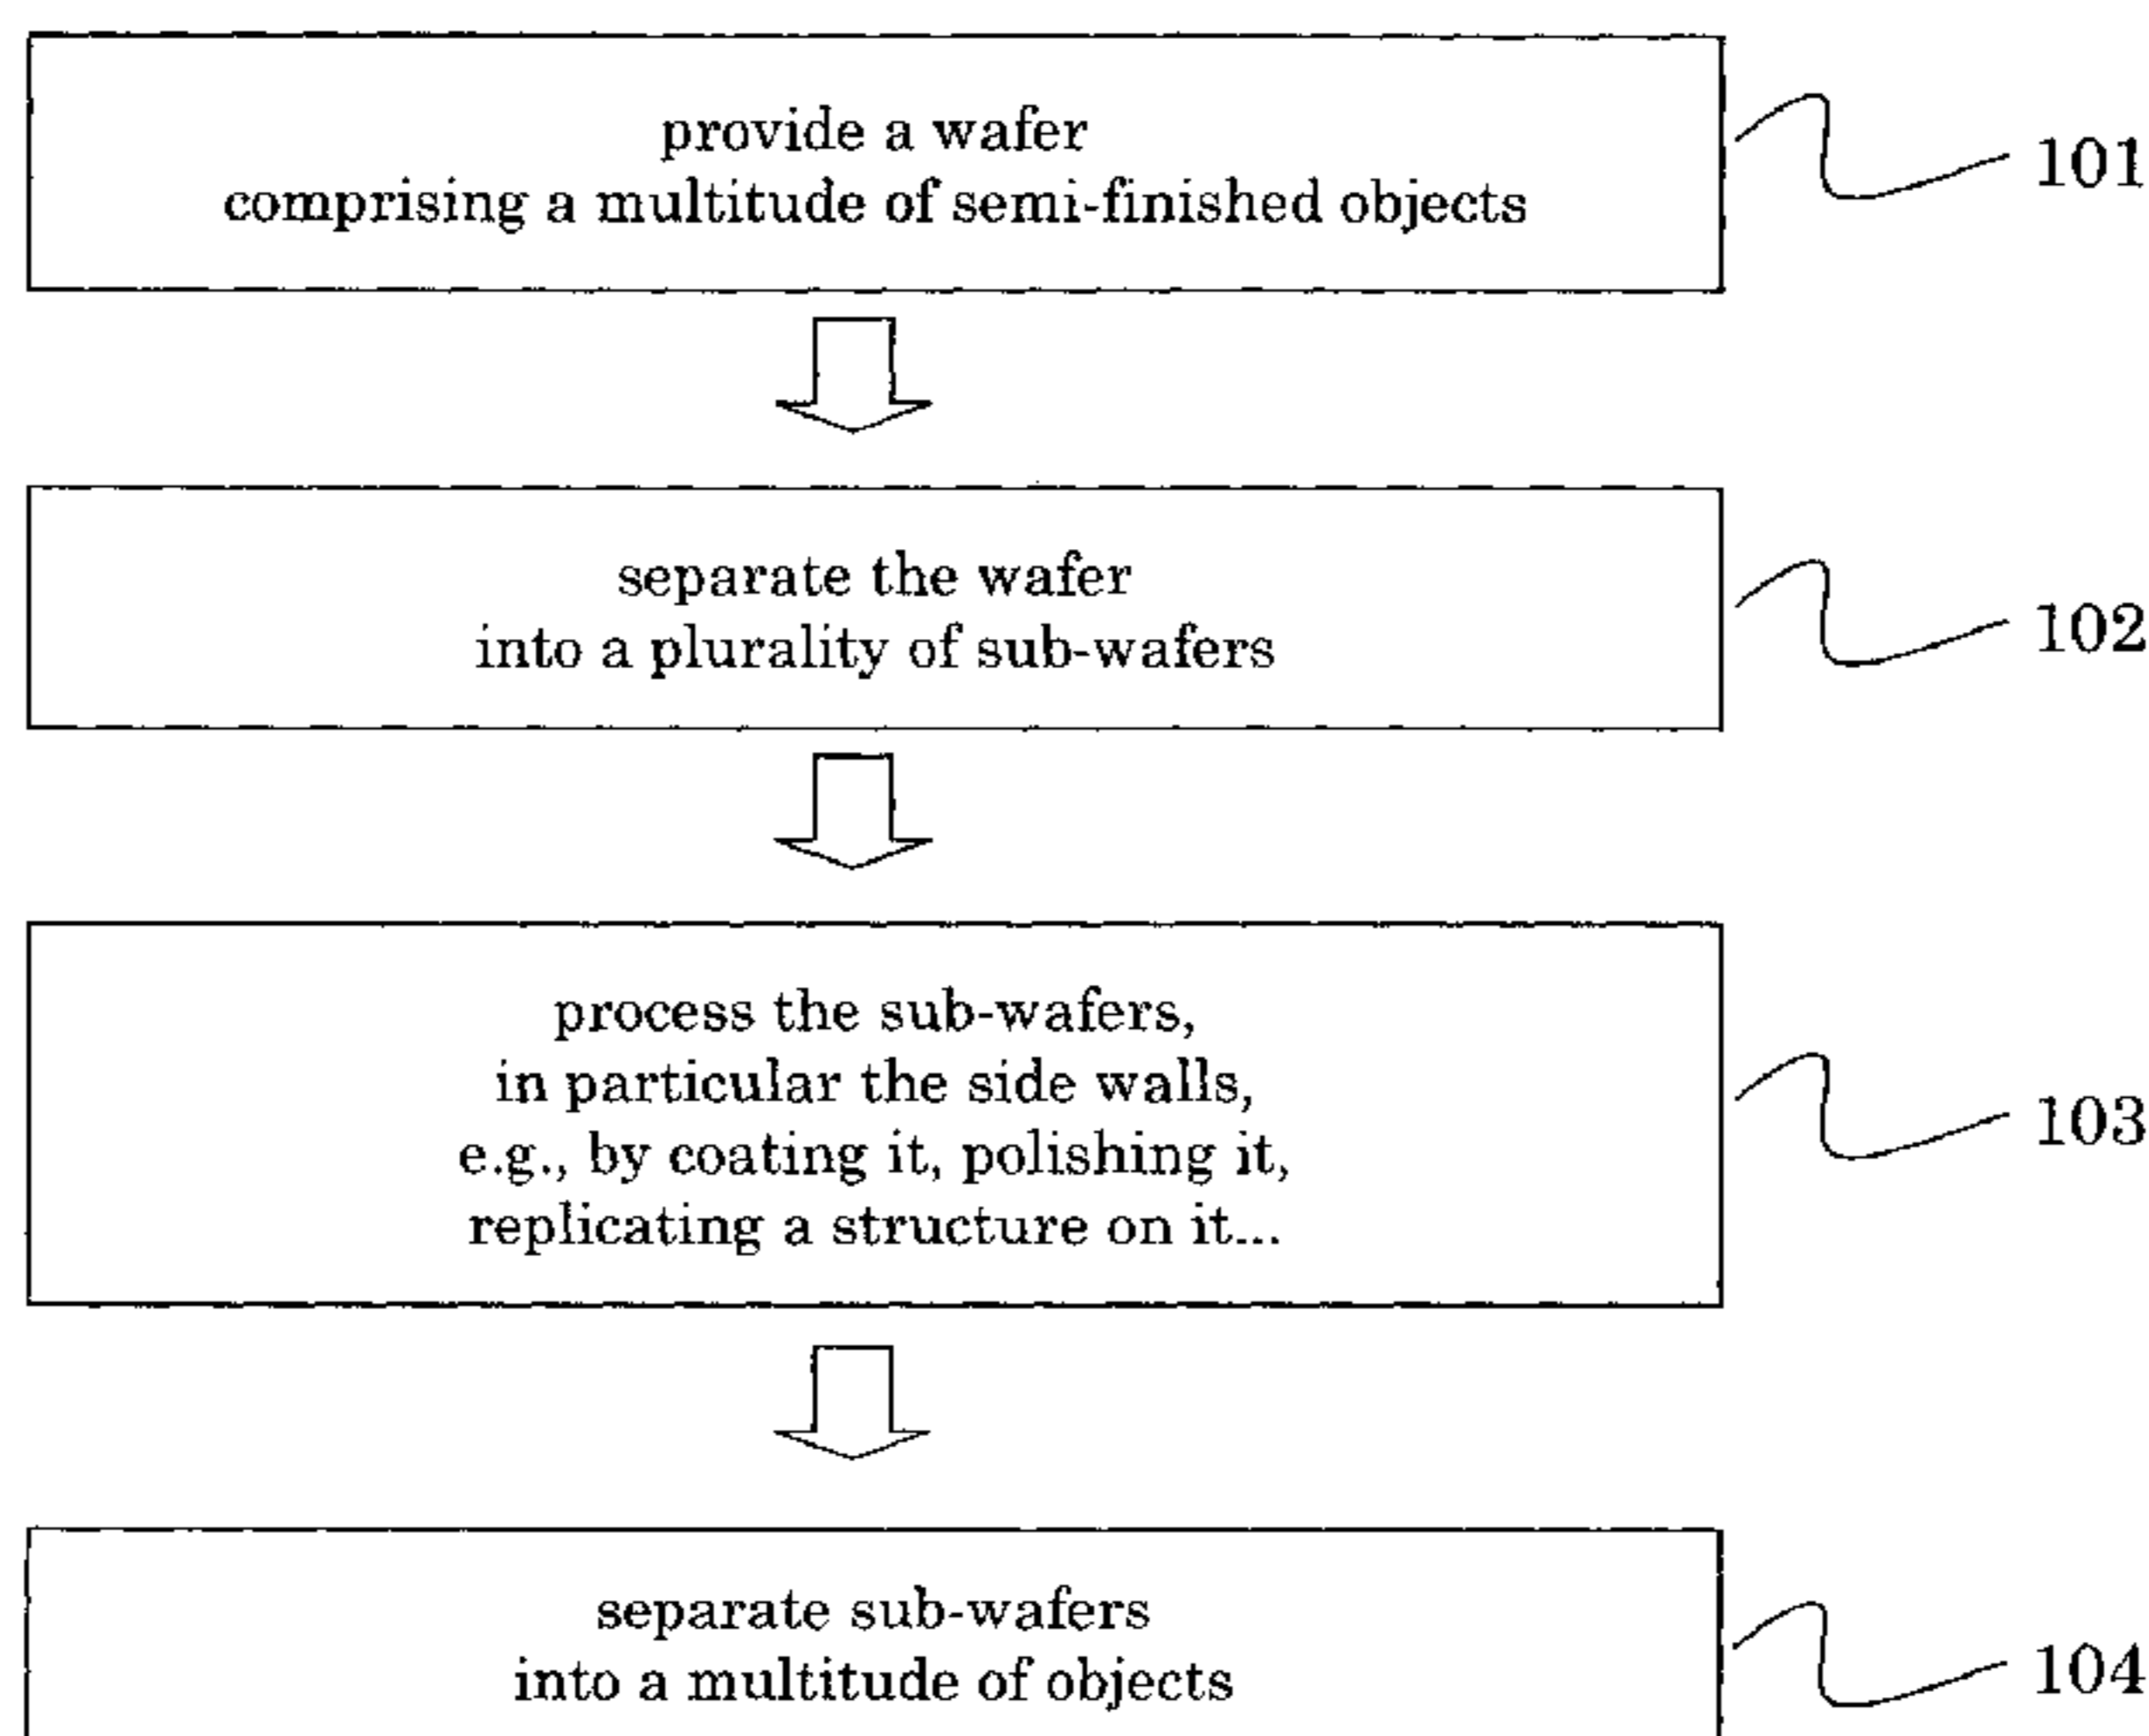 provide a wafer
comprising a multitude of semi-finished objects
101
separate the wafer
into a plurality of sub-wafers
102
process the sub-wafers,
in particular the side walls,
e.g., by coating it, polishing it,
replicating a structure on it...
103
separate sub-wafers
into a multitude of objects
104